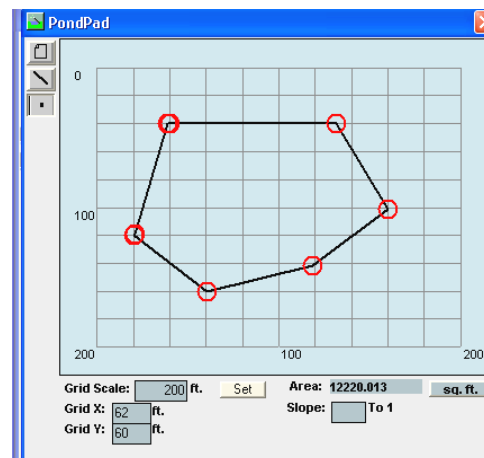 PondPad
0
100
200 100 200
Grid Scale: 200 ft. Set Area: 12220.013 sq. ft.
Grid X: 62 ft. Slope: To 1
Grid Y: 60 ft.